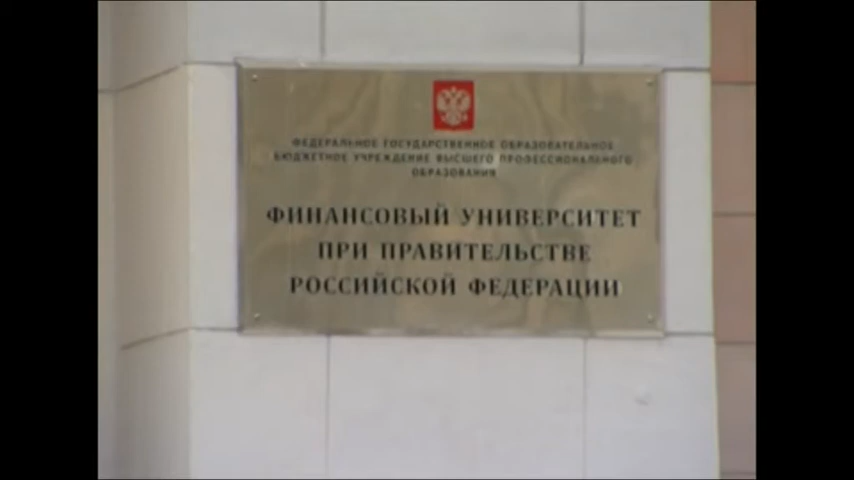 ФЕДЕРАЛЬНОЕ ГОСУДАРСТВЕННОЕ ОБРАЗОВАТЕЛЬНОЕ
БЮДЖЕТНОЕ УЧРЕЖДЕНИЕ ВЫСШЕГО ПРОФЕССИОНАЛЬНОГО
ОБРАЗОВАНИЯ
ФИНАНСОВЫЙ УНИВЕРСИТЕТ
ПРИ ПРАВИТЕЛЬСТВЕ
РОССИЙСКОЙ ФЕДЕРАЦИИ